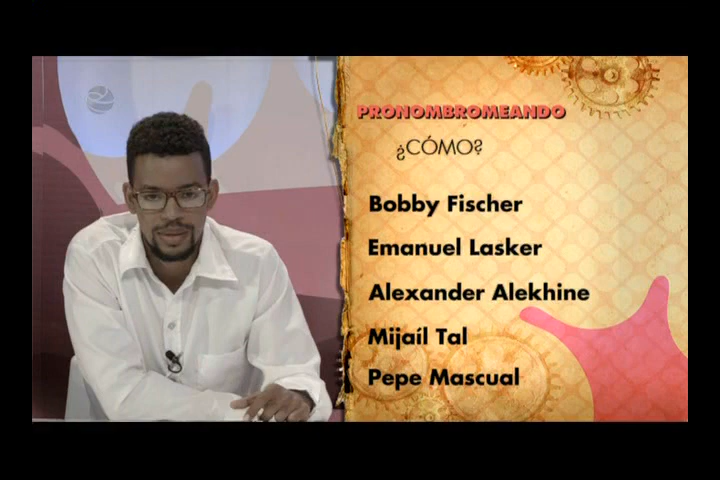 PRONOMBROMEANDO
¿CÓMO?
Bobby Fischer
Emanuel Lasker
Alexander Alekhine
Mijaíl Tal
Pepe Mascual